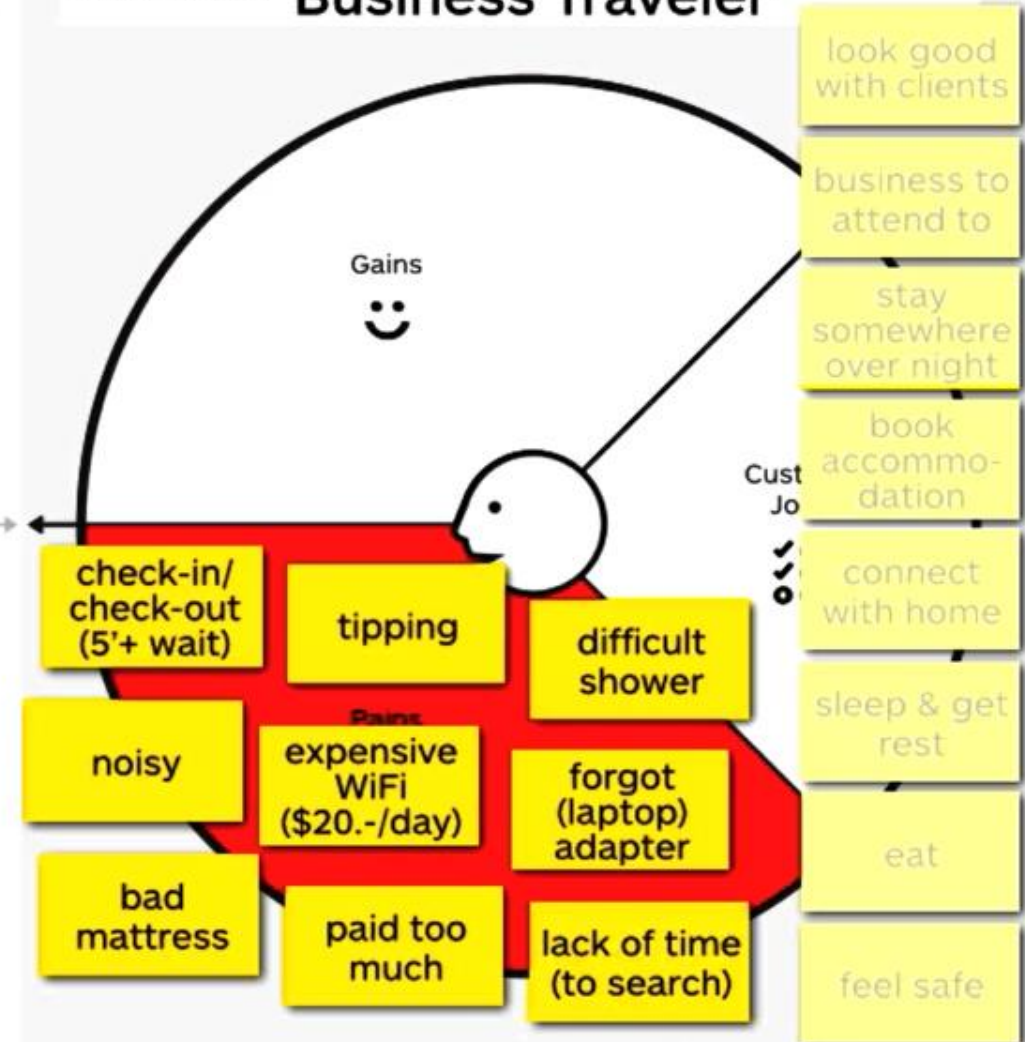 Business Traveler
look good
with clients
business to
attend to
Gains
stay
somewhere
over night
book
accommo-
dation
Cust
Jo
connect
with home
check-in/
check-out
(5'+ wait)
tipping
difficult
shower
sleep & get
rest
Pains
noisy
expensive
WiFi
($20.-/day)
forgot
(laptop)
adapter
eat
bad
mattress
paid too
much
lack of time
(to search)
feel safe